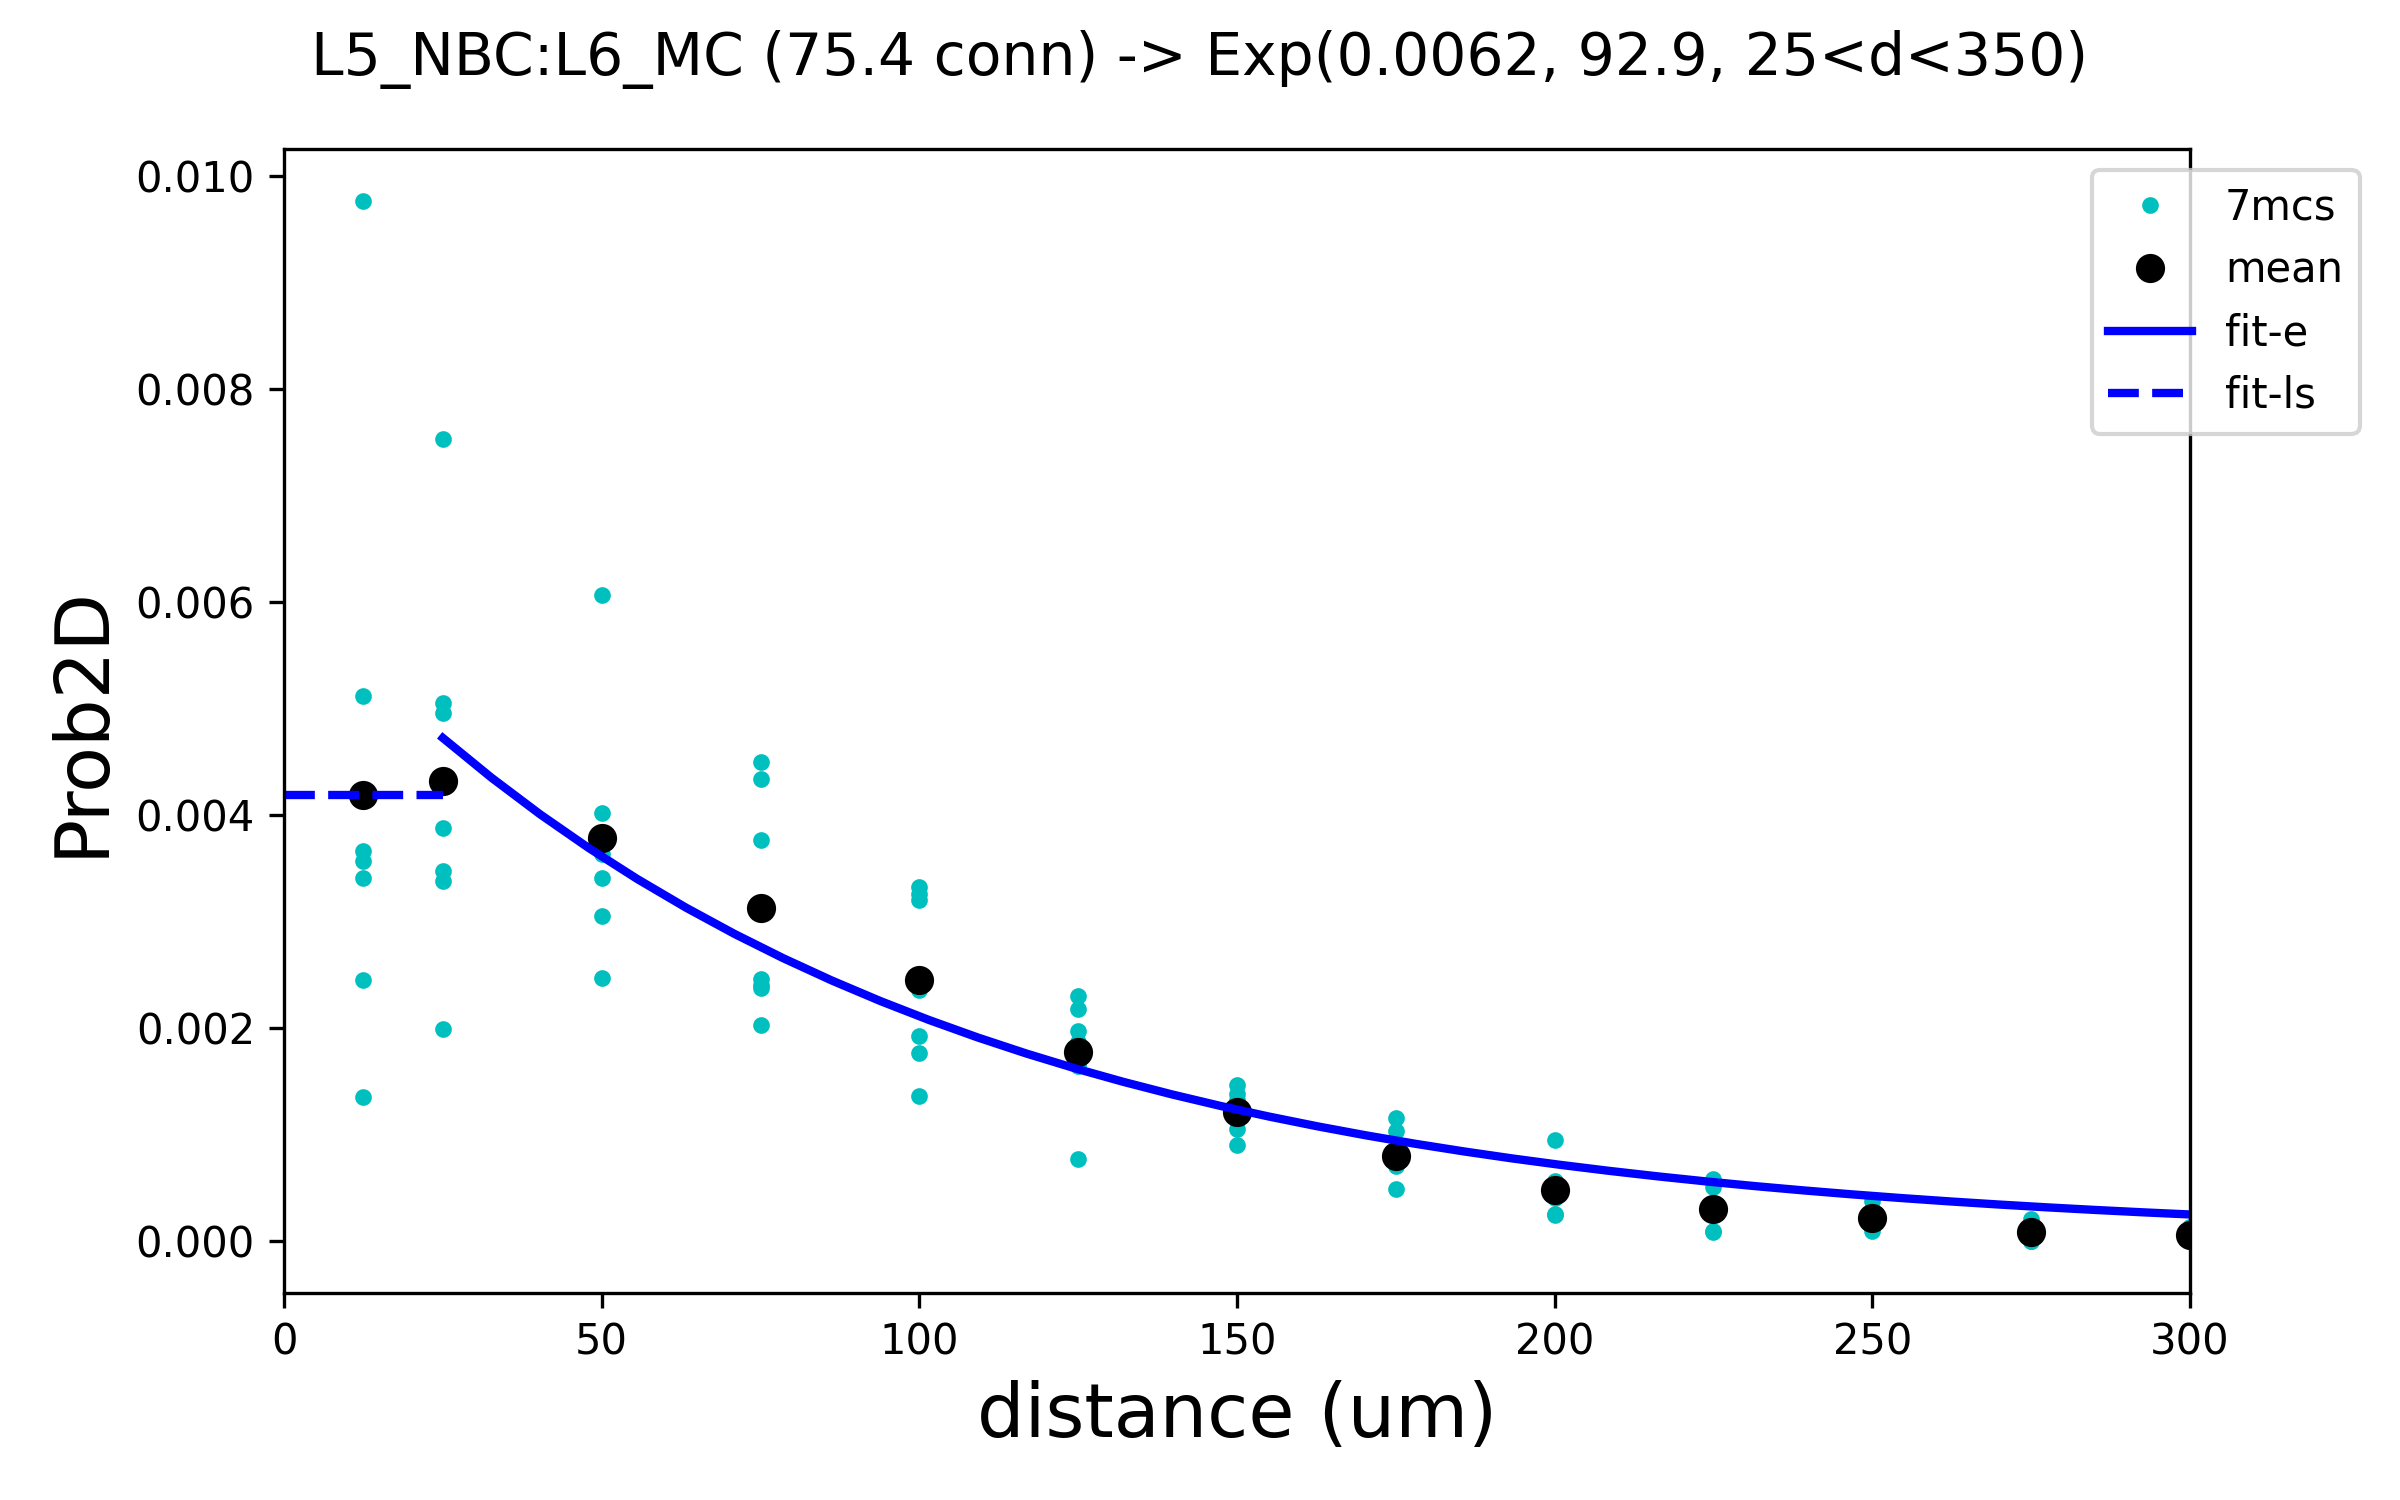 L5_NBC:L6_MC (75.4 conn) -> Exp(0.0062, 92.9, 25<d<350)
0.010
0.008
0.006
0.004
0.002
0.000
Prob2D
7mcs
mean
fit-e
fit-ls
0 50 100 150 200 250 300
distance (um)